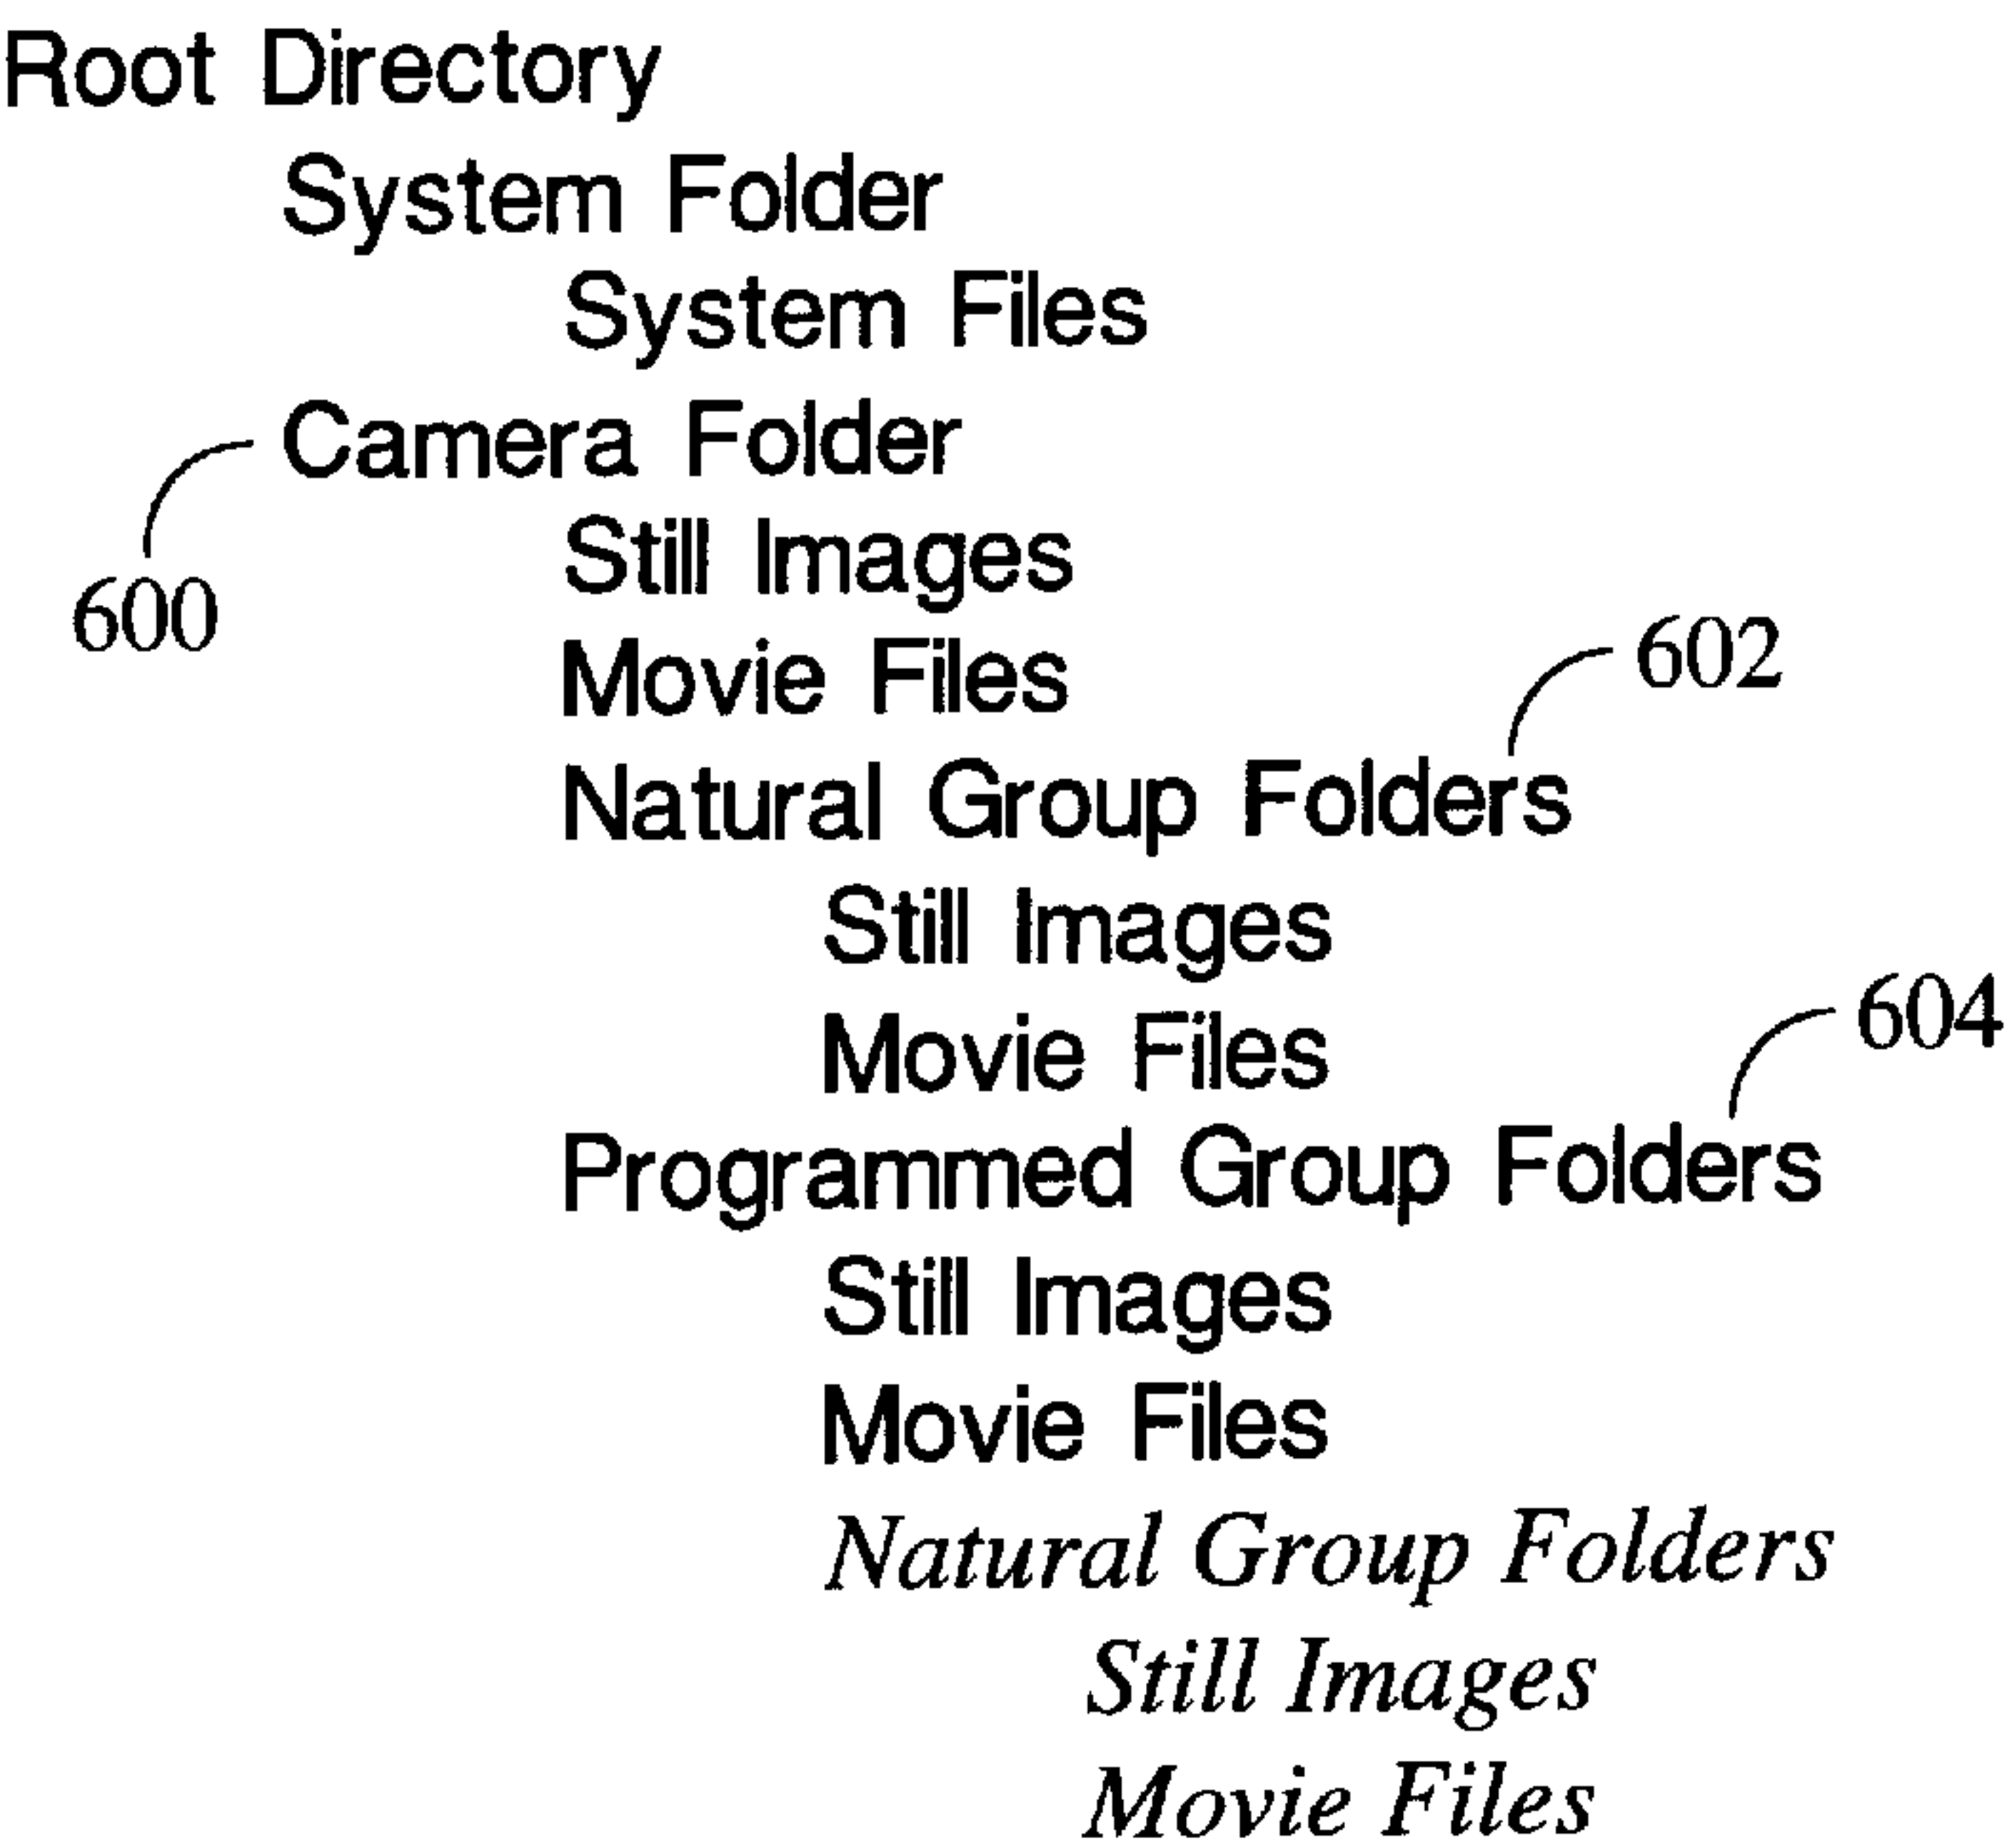 Root Directory
System Folder
System Files
Camera Folder
600
Still Images
Movie Files
602
Natural Group Folders
Still Images
Movie Files
604
Programmed Group Folders
Still Images
Movie Files
Natural Group Folders
Still Images
Movie Files